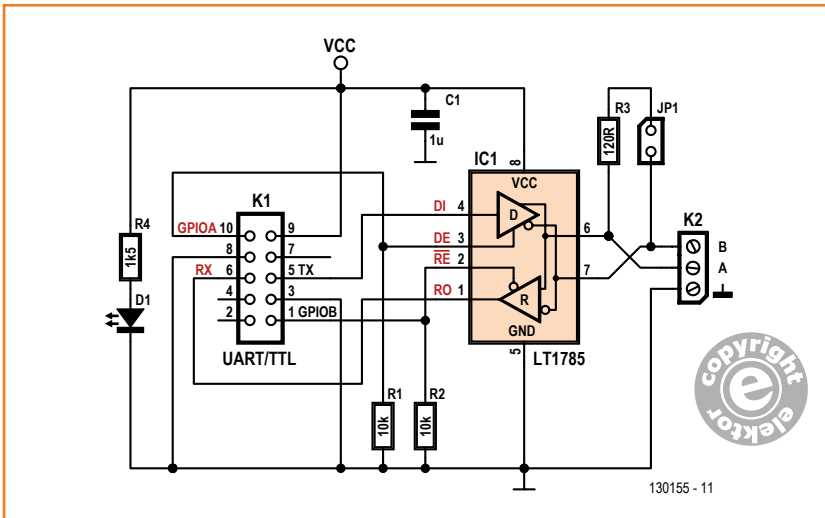 VCC
C1
1u
R3
120R
JP1
IC1
8
VCC
K1
R4
1k5
D1
GPIOA 10
9
8
7
RX 6
5 TX
4
3
2
1 GPIOB
UART/TTL
DI 4
D
DE 3
RE 2
RO 1
R
6
7
GND
5
LT1785
K2
B
A
R1
10k
R2
10k
copyright
e
elektor
130155 - 11